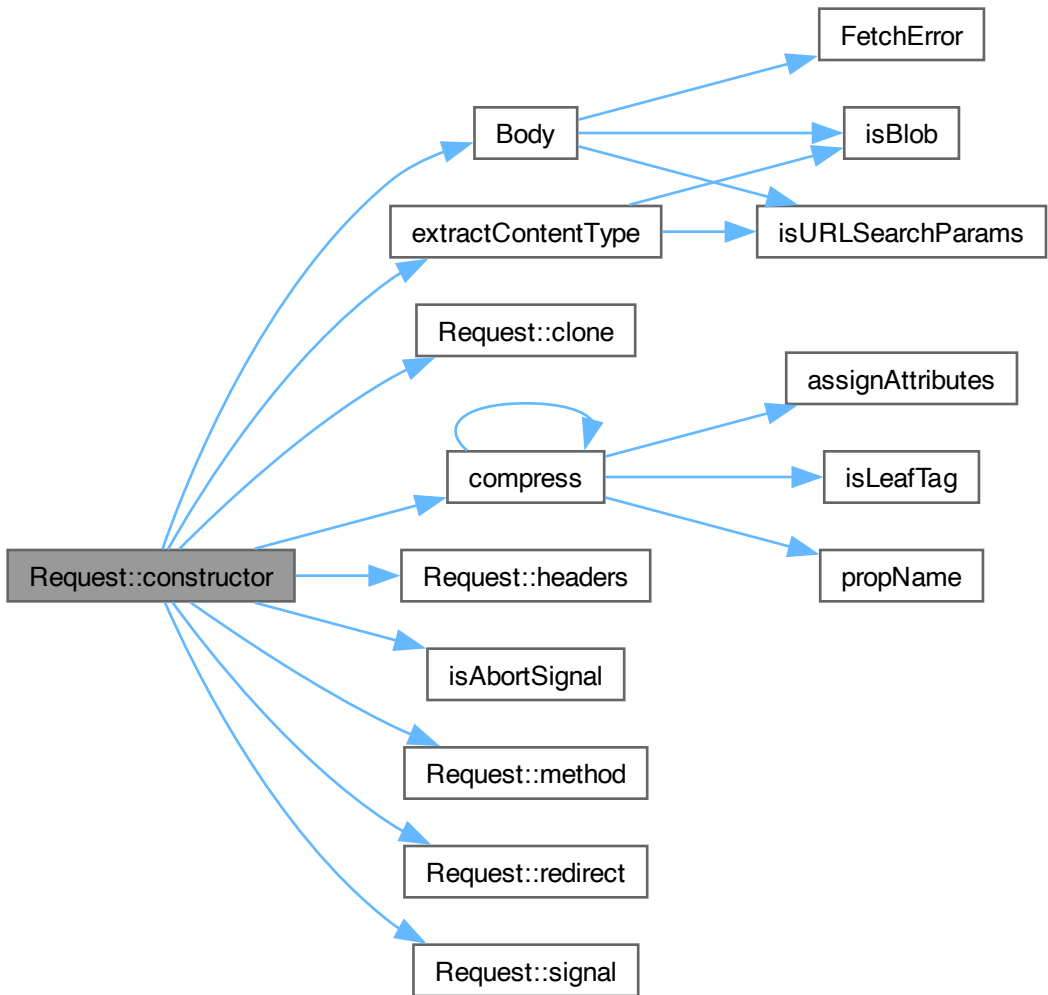 FetchError
Body
isBlob
extractContentType
isURLSearchParams
Request::clone
assignAttributes
compress
isLeafTag
Request::constructor
Request::headers
propName
isAbortSignal
Request::method
Request::redirect
Request::signal